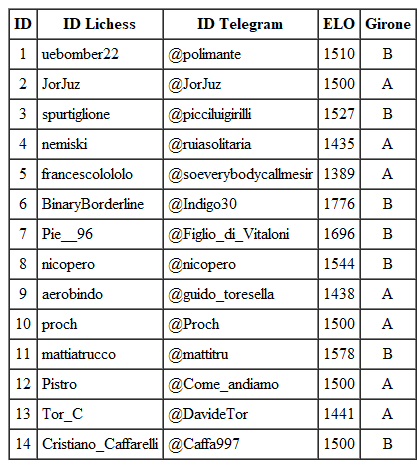 ID ID Lichess ID Telegram ELO Girone
1 uebomber22 @polimante 1510 B
2 JorJuz @JorJuz 1500 A
3 spurtiglione @picciluigirilli 1527 B
4 nemiski @ruiasolitaria 1435 A
5 francescolololo @soeverybodycallmesir 1389 A
6 BinaryBorderline @Indigo30 1776 B
7 Pie__96 @Figlio_di_Vitaloni 1696 B
8 nicopero @nicopero 1544 B
9 aerobindo @guido_toresella 1438 A
10 proch @Proch 1500 A
11 mattiatrucco @mattitru 1578 B
12 Pistro @Come_andiamo 1500 A
13 Tor_C @DavideTor 1441 A
14 Cristiano_Caffarelli @Caffa997 1500 B